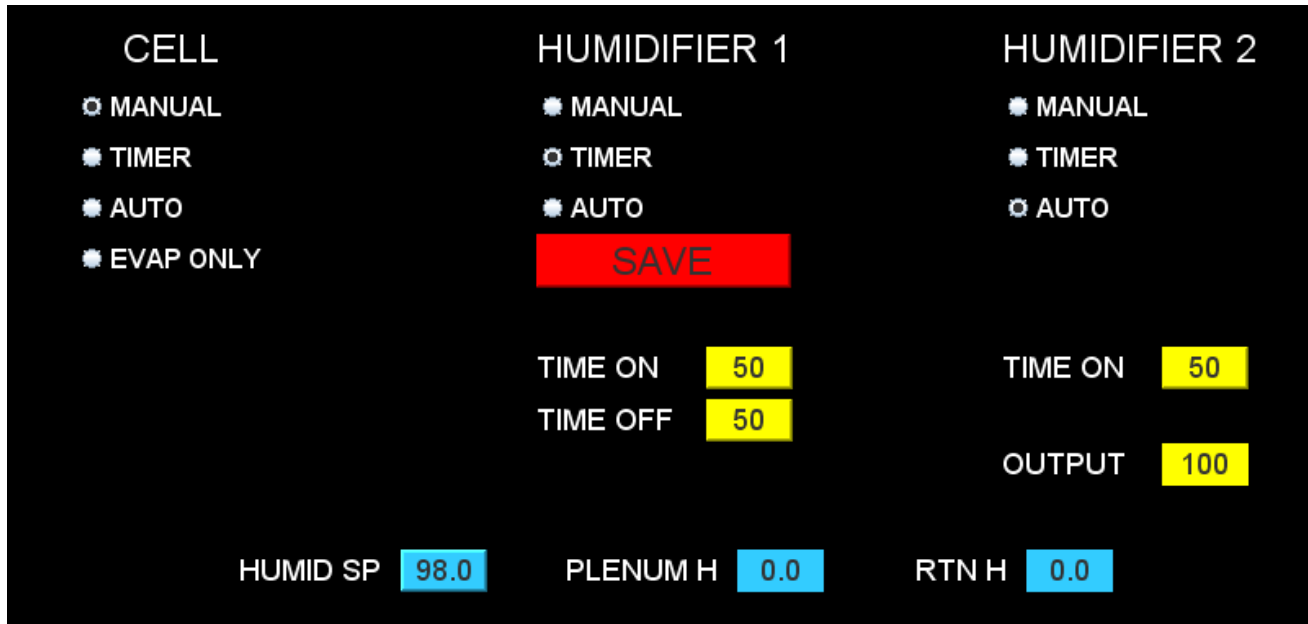 CELL HUMIDIFIER 1 HUMIDIFIER 2
MANUAL MANUAL MANUAL
TIMER TIMER TIMER
AUTO AUTO AUTO
EVAP ONLY SAVE
TIME ON 50 TIME ON 50
TIME OFF 50
OUTPUT 100
HUMID SP 98.0 PLENUM H 0.0 RTN H 0.0